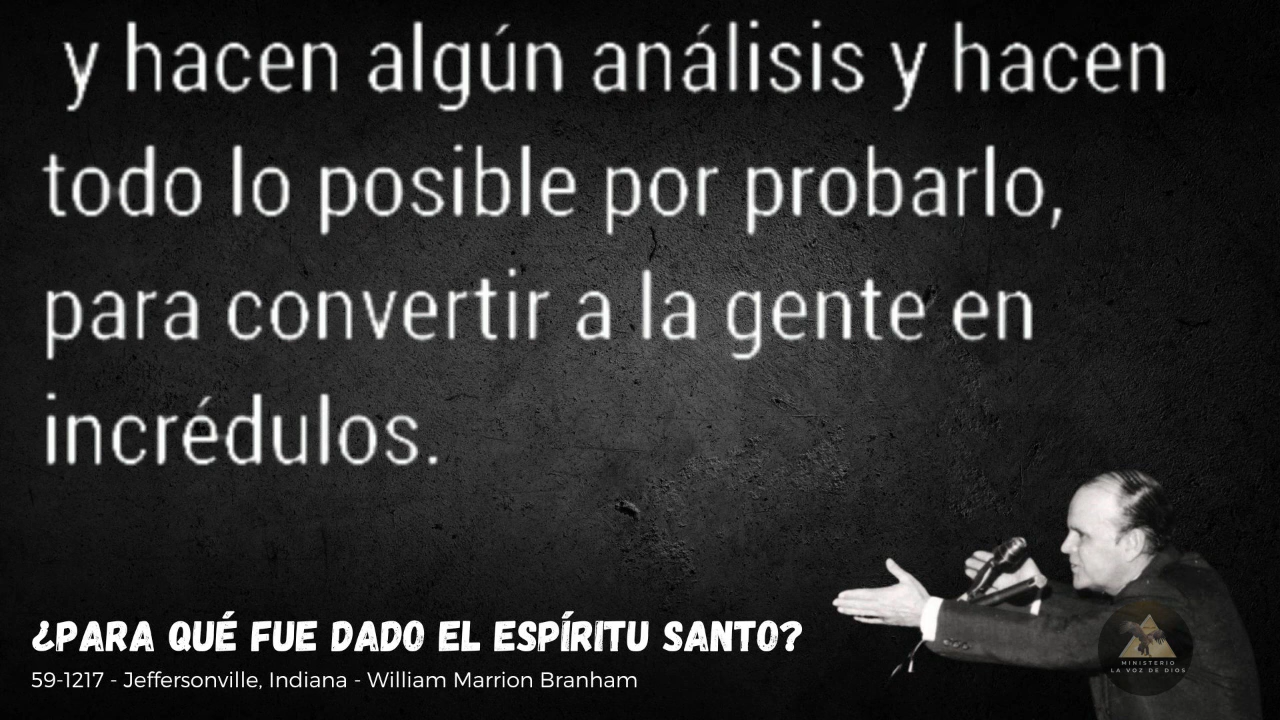 y hacen algún análisis y hacen
todo lo posible por probarlo,
para convertir a la gente en
incrédulos.
¿PARA QUÉ FUE DADO EL ESPÍRITU SANTO?
59-1217 - Jeffersonville, Indiana - William Marrion Branham
MINISTERIO
LA VOZ DE DIOS